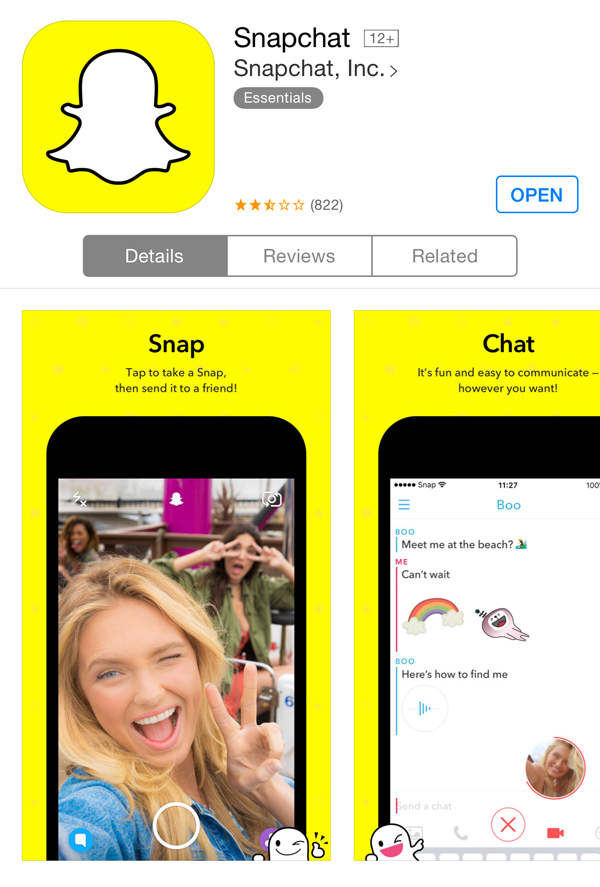 Snapchat 12+
Snapchat, Inc. >
Essentials
(822)
OPEN
Details
Reviews
Related
Snap
Tap to take a Snap,
then send it to a friend!
6
Chat
It's fun and easy to communicate –
however you want!
Snap
11:27
100%
Boo
BOO
Meet me at the beach?
ME
Can't wait
BOO
Here's how to find me
Send a chat